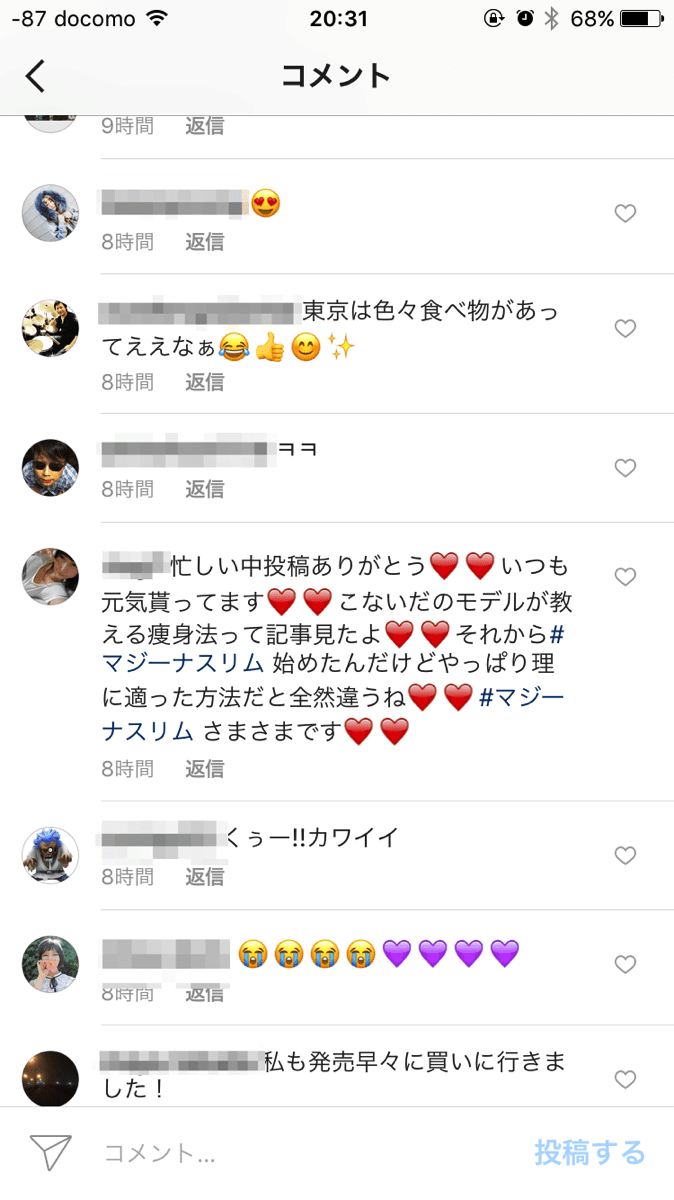 -87 docomo 20:31 68%
コメント
9時間 返信
😍
8時間 返信
東京は色々食べ物があっ
てええなぁ😂👍😊✨
8時間 返信
ョョ
8時間 返信
忙しい中投稿ありがとう❤️❤️いつも
元気貰ってます❤️❤️こないだのモデルが教
える痩身法って記事見たよ❤️❤️それから#
マジーナスリム 始めたんだけどやっぱり理
に適った方法だと全然違うね❤️❤️#マジー
ナスリム さまさまです❤️❤️
8時間 返信
くぅー!!カワイイ
8時間 返信
😭😭😭😭💜💜💜💜
8時間 返信
私も発売早々に買いに行きま
した！
コメント... 投稿する